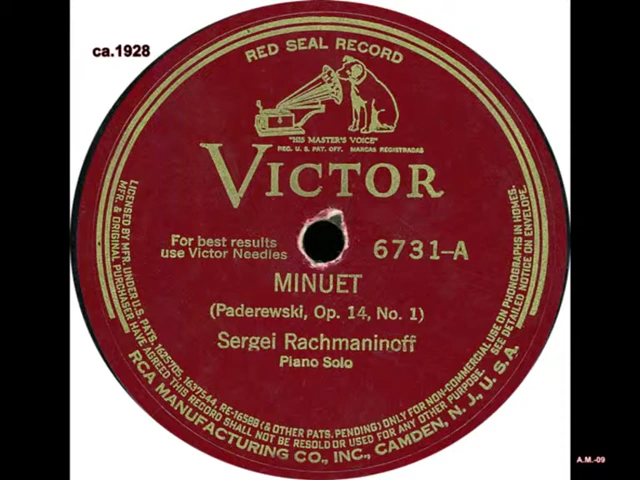 ca.1928
RED SEAL RECORD
"HIS MASTER'S VOICE"
REG. U. S. PAT. OFF. MARCAS REGISTRADAS
VICTOR
For best results
use Victor Needles
6731-A
MINUET
(Paderewski, Op. 14, No. 1)
Sergei Rachmaninoff
Piano Solo
LICENSED BY MFR. UNDER U.S. PATS. 1625705, 1637544, RE-16588 (& OTHER PATS. PENDING) ONLY FOR NON-COMMERCIAL USE ON PHONOGRAPHS IN HOMES.
MFR. & ORIGINAL PURCHASER HAVE AGREED THIS RECORD SHALL NOT BE RESOLD OR USED FOR ANY OTHER PURPOSE. SEE DETAILED NOTICE ON ENVELOPE.
RCA MANUFACTURING CO., INC., CAMDEN, N. J., U. S. A.
A.M.-09